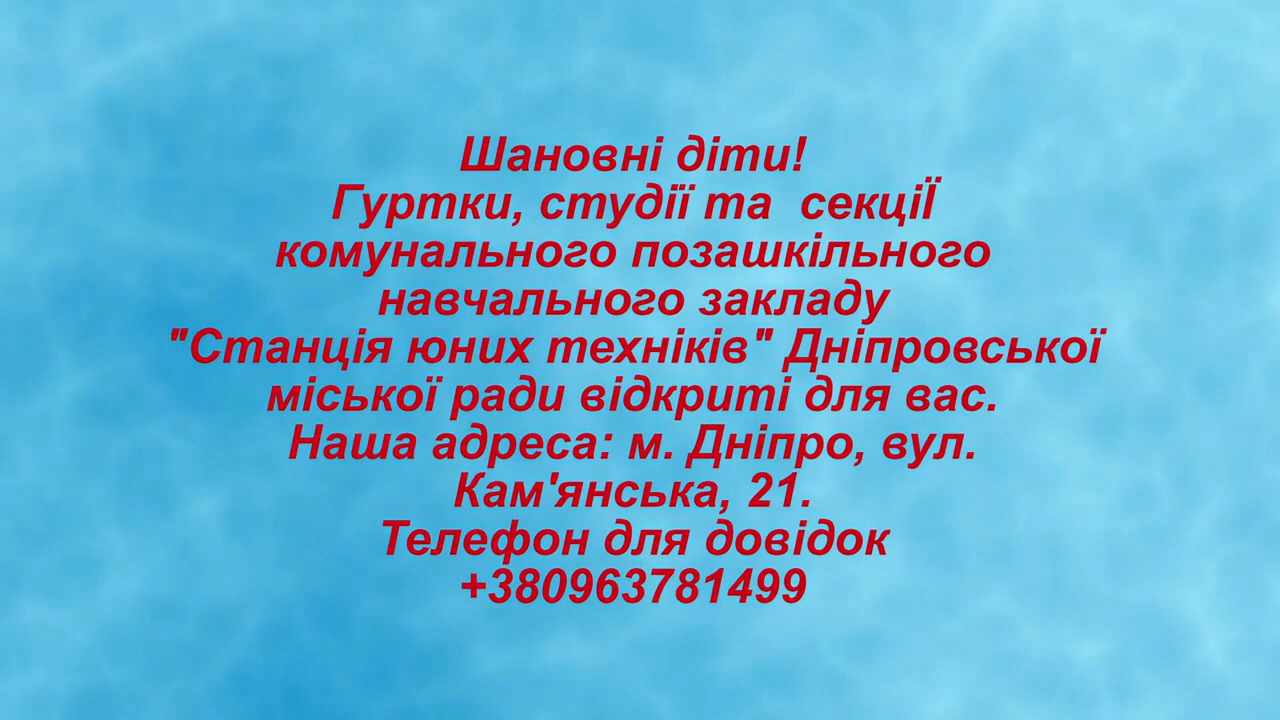 Шановні діти!
Гуртки, студії та  секціЇ
комунального позашкільного
навчального закладу
"Станція юних техніків" Дніпровської
міської ради відкриті для вас.
Наша адреса: м. Дніпро, вул.
Кам'янська, 21.
Телефон для довідок
+380963781499